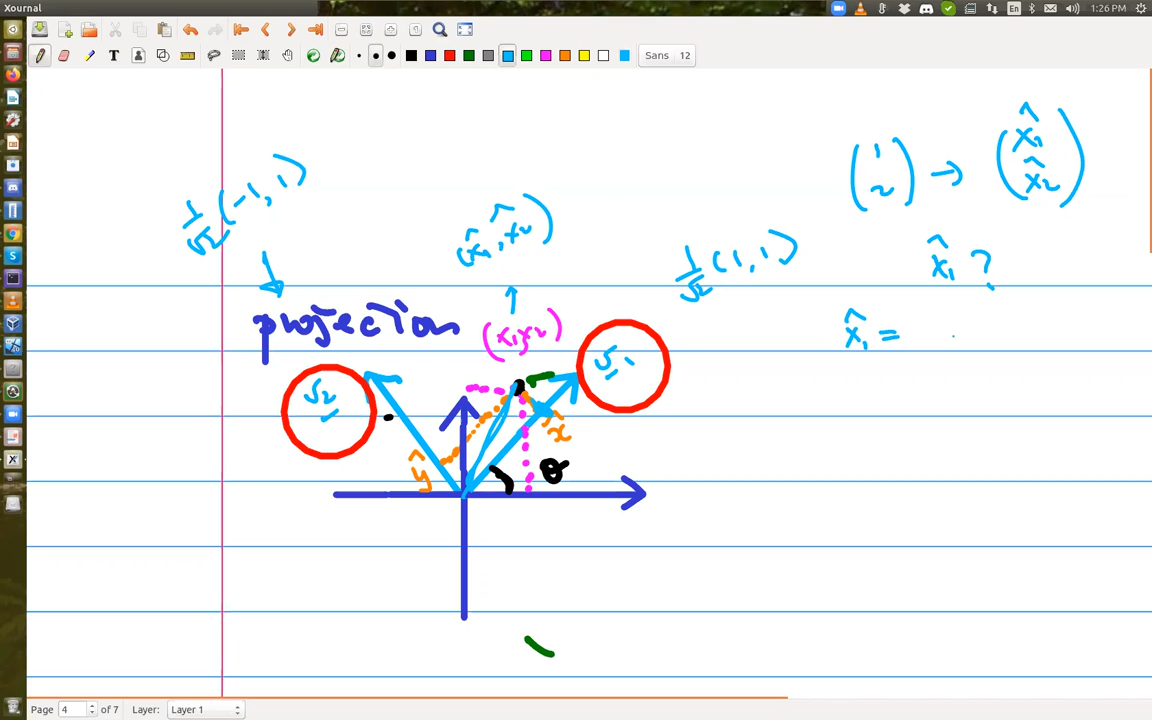 Xournal
En
1:26 PM
Sans 12
1/√2 (-1, 1)
(x̂1, x̂2)
1/√2 (1, 1)
(1 2) → (x̂1 x̂2)
x̂1 ?
x̂1 =
projection
(x1, x2)
v2
v1
x
ŷ
θ
Page 4 of 7 Layer: Layer 1